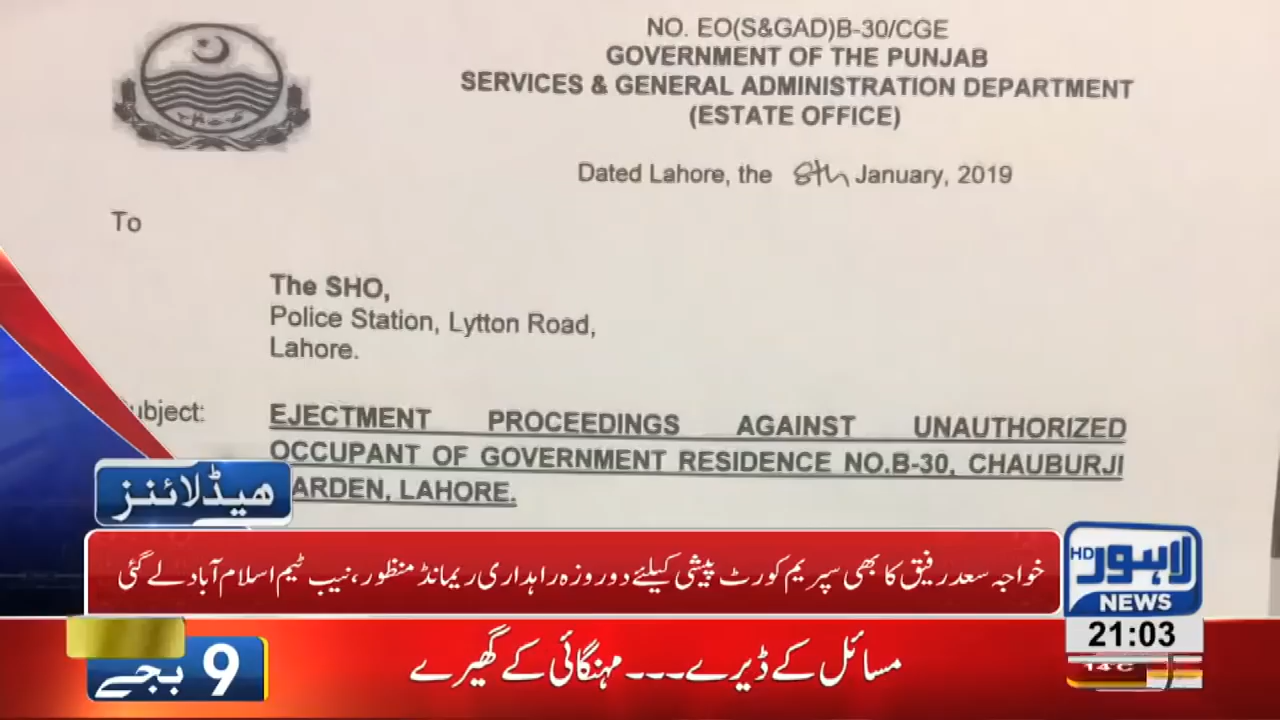 NO. EO(S&GAD)B-30/CGE
GOVERNMENT OF THE PUNJAB
SERVICES & GENERAL ADMINISTRATION DEPARTMENT
(ESTATE OFFICE)
Dated Lahore, the 8th January, 2019
To
The SHO,
Police Station, Lytton Road,
Lahore.
ubject:
EJECTMENT PROCEEDINGS AGAINST UNAUTHORIZED
OCCUPANT OF GOVERNMENT RESIDENCE NO.B-30, CHAUBURJI
ARDEN, LAHORE.
ھیڈلائنز
خواجہ سعد رفیق کا بھی سپریم کورٹ پیشی کیلئے دو روزہ راہداری ریمانڈ منظور، نیب ٹیم اسلام آباد لے گئی
HD لاہور
NEWS
21:03
14 C
مسائل کے ڈیرے۔۔۔ مہنگائی کے گھیرے
9 بجے